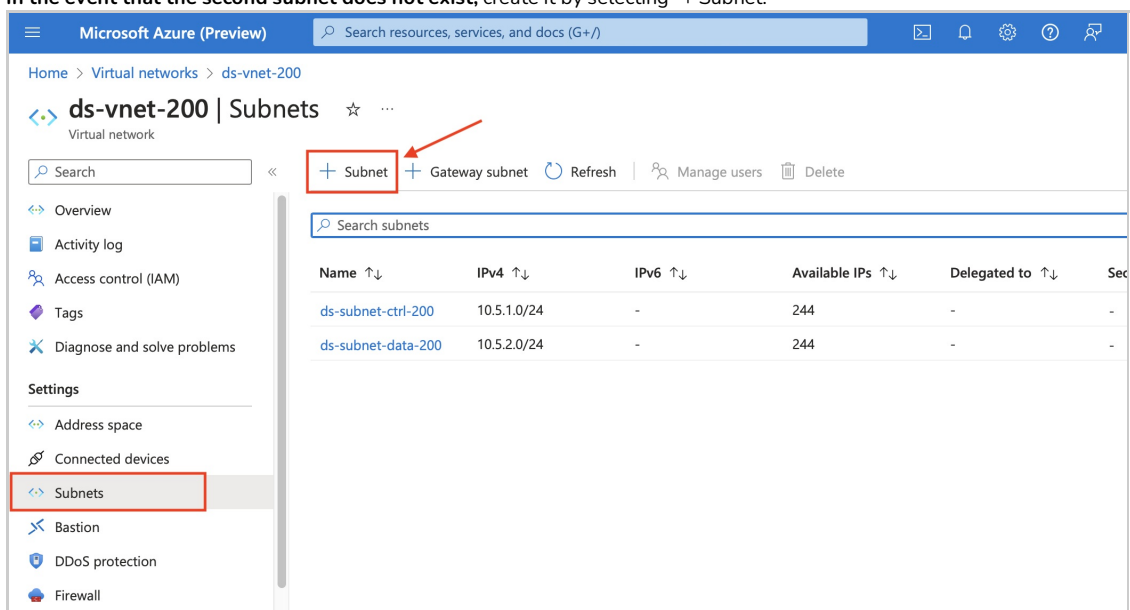 In the event that the second subnet does not exist, create it by selecting '+ Subnet.'
Microsoft Azure (Preview)
Search resources, services, and docs (G+/)
Home > Virtual networks > ds-vnet-200
ds-vnet-200 | Subnets
Virtual network
Search
+ Subnet + Gateway subnet Refresh Manage users Delete
Overview
Activity log
Access control (IAM)
Tags
Diagnose and solve problems
Settings
Address space
Connected devices
Subnets
Bastion
DDoS protection
Firewall
Search subnets
Name ↑↓ IPv4 ↑↓ IPv6 ↑↓ Available IPs ↑↓ Delegated to ↑↓ Sec
ds-subnet-ctrl-200 10.5.1.0/24 - 244 - -
ds-subnet-data-200 10.5.2.0/24 - 244 - -